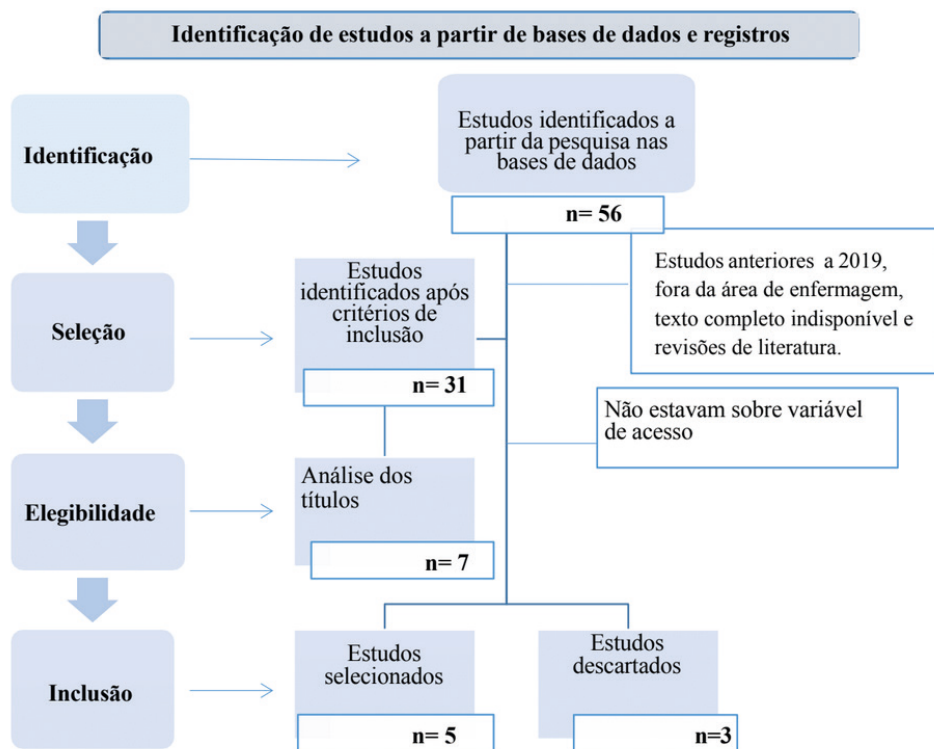 Identificação de estudos a partir de bases de dados e registros
Identificação
Estudos identificados a
partir da pesquisa nas
bases de dados
n= 56
Estudos anteriores a 2019,
fora da área de enfermagem,
texto completo indisponível e
revisões de literatura.
Seleção
Estudos
identificados após
critérios de
inclusão
n= 31
Não estavam sobre variável
de acesso
Elegibilidade
Análise dos
títulos
n= 7
Inclusão
Estudos
selecionados
n= 5
Estudos
descartados
n=3